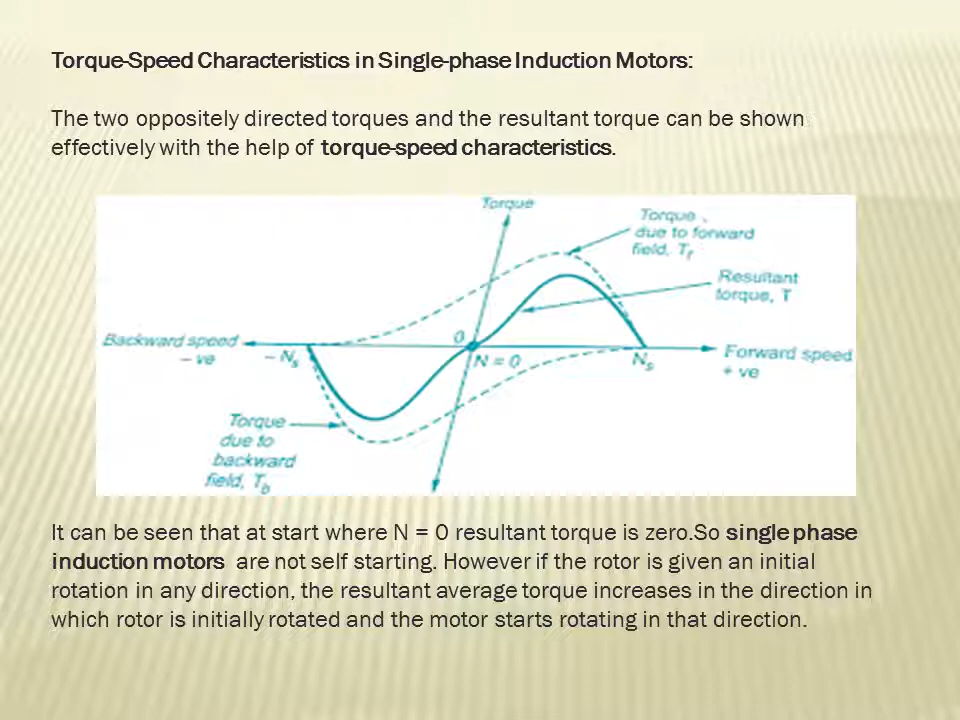 Torque-Speed Characteristics in Single-phase Induction Motors:
The two oppositely directed torques and the resultant torque can be shown
effectively with the help of torque-speed characteristics.
Torque
Torque
due to forward
field, Tf
Resultant
torque, T
Backward speed
– ve
– Ns
0
N = 0
Ns
Forward speed
+ ve
Torque
due to
backward
field, Tb
It can be seen that at start where N = 0 resultant torque is zero.So single phase
induction motors are not self starting. However if the rotor is given an initial
rotation in any direction, the resultant average torque increases in the direction in
which rotor is initially rotated and the motor starts rotating in that direction.